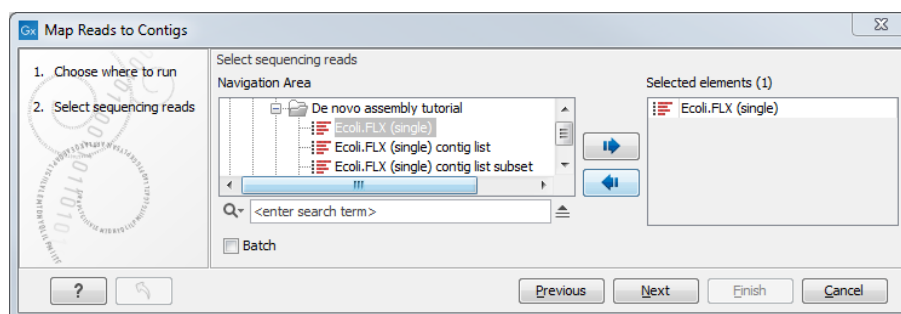 Gx Map Reads to Contigs
1. Choose where to run
2. Select sequencing reads
Select sequencing reads
Navigation Area
De novo assembly tutorial
Ecoli.FLX (single)
Ecoli.FLX (single) contig list
Ecoli.FLX (single) contig list subset
<enter search term>
Batch
Selected elements (1)
Ecoli.FLX (single)
?
Previous
Next
Finish
Cancel